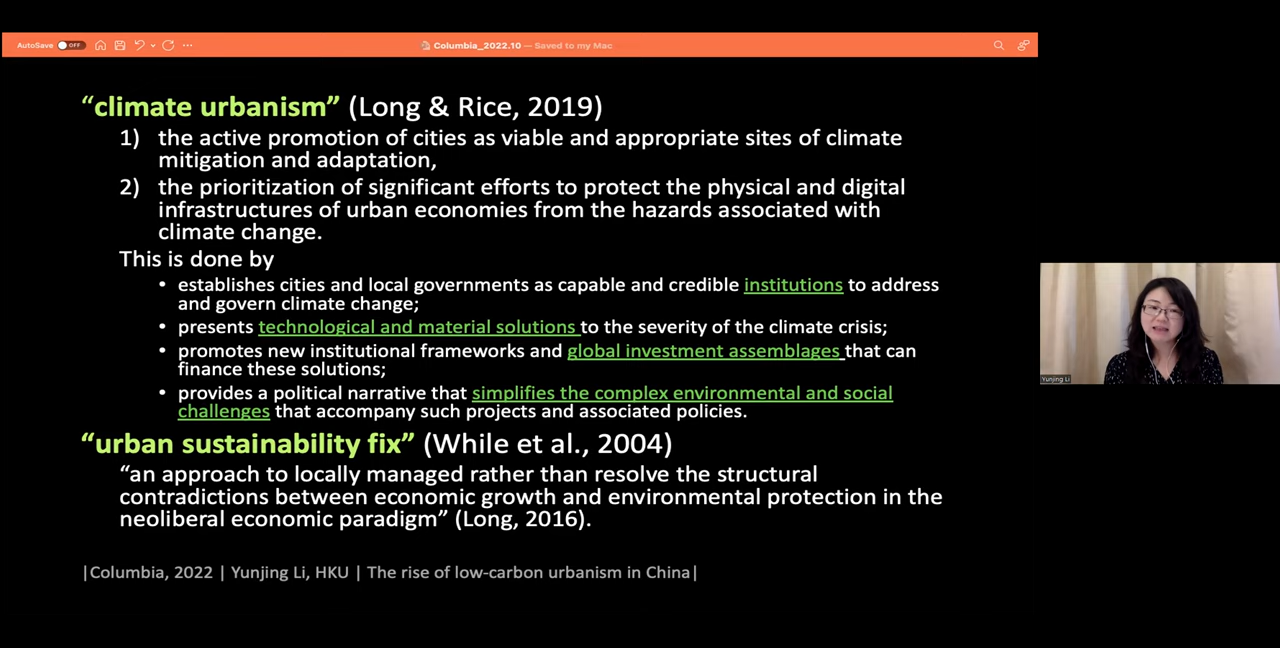 AutoSave OFF
Columbia_2022.10 — Saved to my Mac
“climate urbanism” (Long & Rice, 2019)
1) the active promotion of cities as viable and appropriate sites of climate
mitigation and adaptation,
2) the prioritization of significant efforts to protect the physical and digital
infrastructures of urban economies from the hazards associated with
climate change.
This is done by
• establishes cities and local governments as capable and credible institutions to address
and govern climate change;
• presents technological and material solutions to the severity of the climate crisis;
• promotes new institutional frameworks and global investment assemblages that can
finance these solutions;
• provides a political narrative that simplifies the complex environmental and social
challenges that accompany such projects and associated policies.
“urban sustainability fix” (While et al., 2004)
“an approach to locally managed rather than resolve the structural
contradictions between economic growth and environmental protection in the
neoliberal economic paradigm” (Long, 2016).
|Columbia, 2022 | Yunjing Li, HKU | The rise of low-carbon urbanism in China|
Yunjing Li